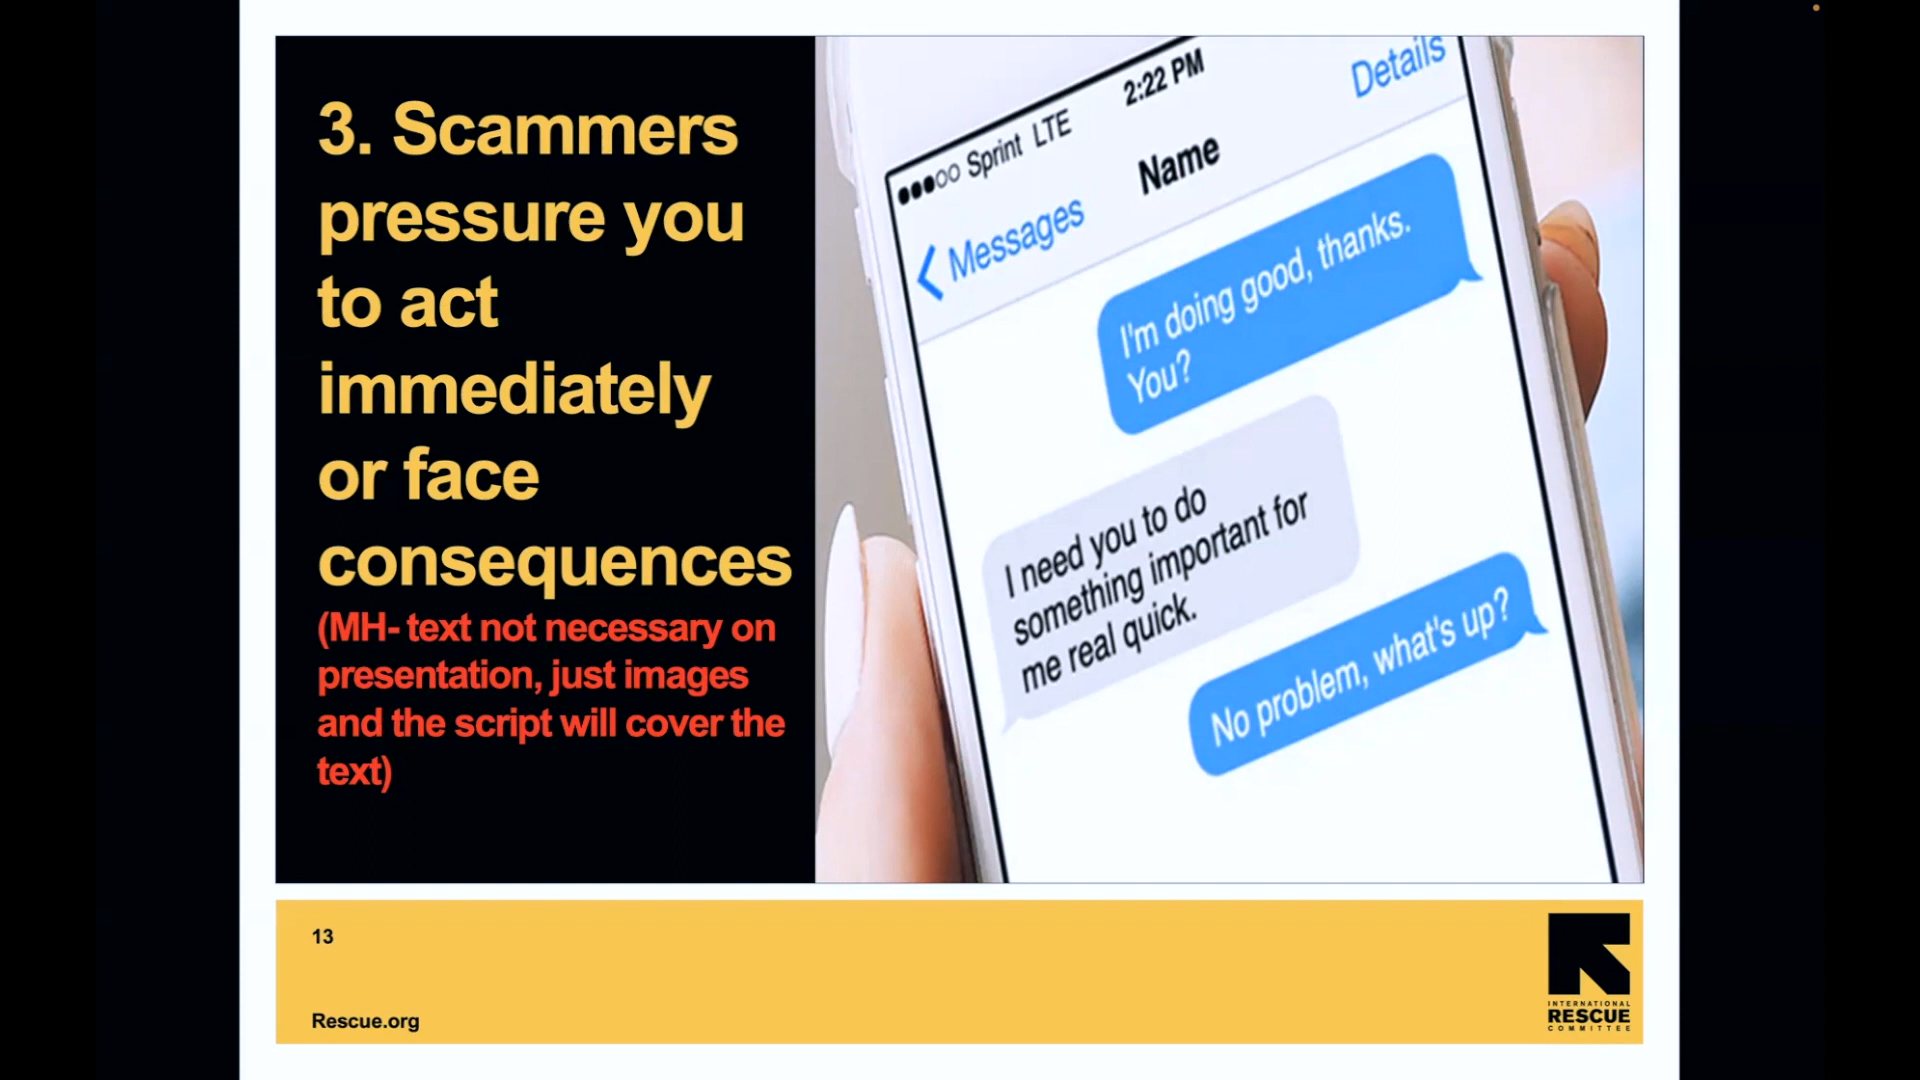 3. Scammers
pressure you
to act
immediately
or face
consequences
(MH- text not necessary on
presentation, just images
and the script will cover the
text)
Sprint LTE
2:22 PM
Messages
Name
Details
I'm doing good, thanks.
You?
I need you to do
something important for
me real quick.
No problem, what's up?
13
Rescue.org
INTERNATIONAL
RESCUE
COMMITTEE